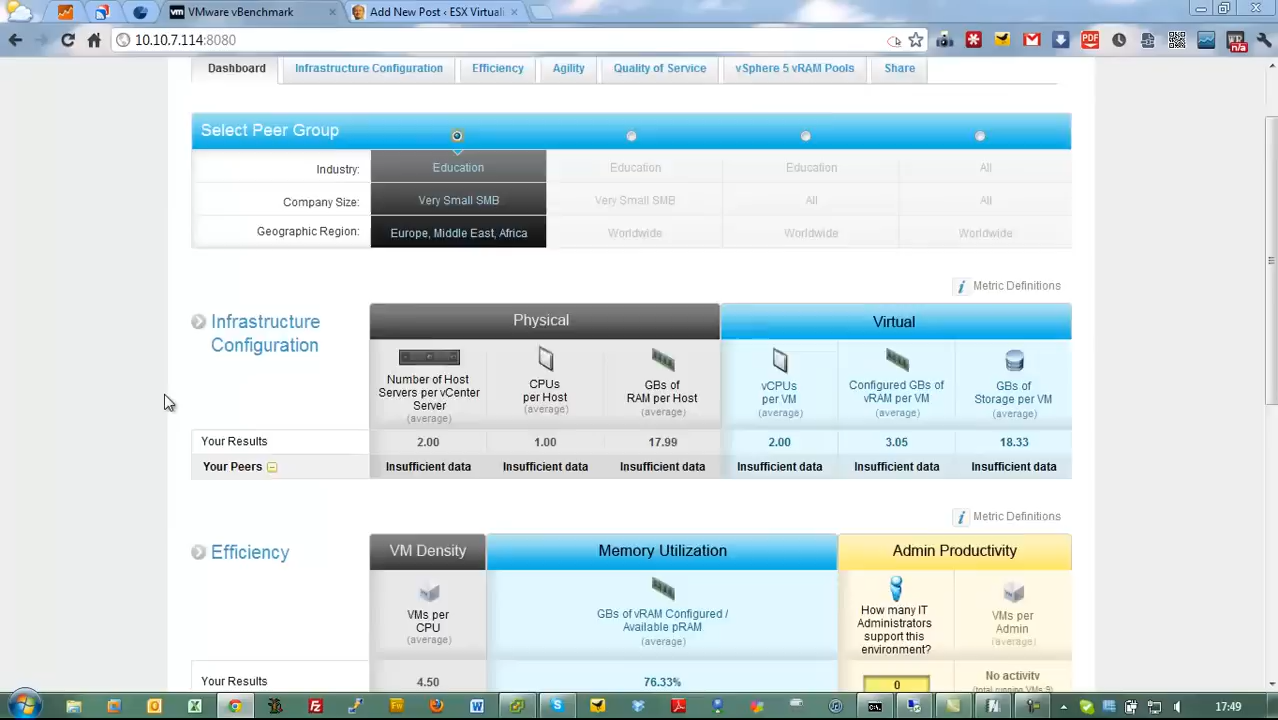 VMware vBenchmark
Add New Post ‹ ESX Virtuali
10.10.7.114:8080
Dashboard
Infrastructure Configuration
Efficiency
Agility
Quality of Service
vSphere 5 vRAM Pools
Share
Select Peer Group
Industry: Education Education Education All
Company Size: Very Small SMB Very Small SMB All All
Geographic Region: Europe, Middle East, Africa Worldwide Worldwide Worldwide
Metric Definitions
Infrastructure
Configuration
Physical
Virtual
Number of Host
Servers per vCenter
Server
(average)
CPUs
per Host
(average)
GBs of
RAM per Host
(average)
vCPUs
per VM
(average)
Configured GBs of
vRAM per VM
(average)
GBs of
Storage per VM
(average)
Your Results 2.00 1.00 17.99 2.00 3.05 18.33
Your Peers Insufficient data Insufficient data Insufficient data Insufficient data Insufficient data Insufficient data
Metric Definitions
Efficiency
VM Density
Memory Utilization
Admin Productivity
VMs per
CPU
(average)
GBs of vRAM Configured /
Available pRAM
(average)
How many IT
Administrators
support this
environment?
VMs per
Admin
(average)
Your Results 4.50 76.33% 0 No activity
(total running VMs 9)
17:49